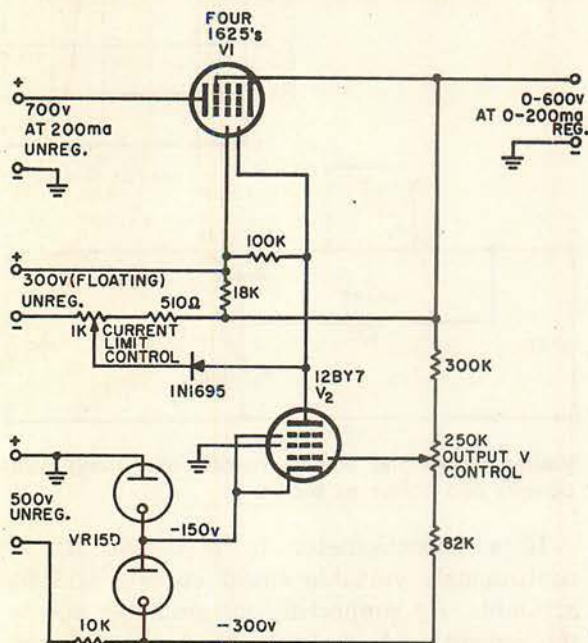 FOUR
1625's
V1
+
700v
AT 200ma
UNREG.
−
+
0-600v
AT 0-200ma
REG.
−
100K
+
300v(FLOATING)
UNREG.
−
18K
510Ω
1K
CURRENT
LIMIT
CONTROL
1N1695
12BY7
V2
300K
250K
OUTPUT V
CONTROL
82K
+
500v
UNREG.
−
VR150
-150v
10K
-300v